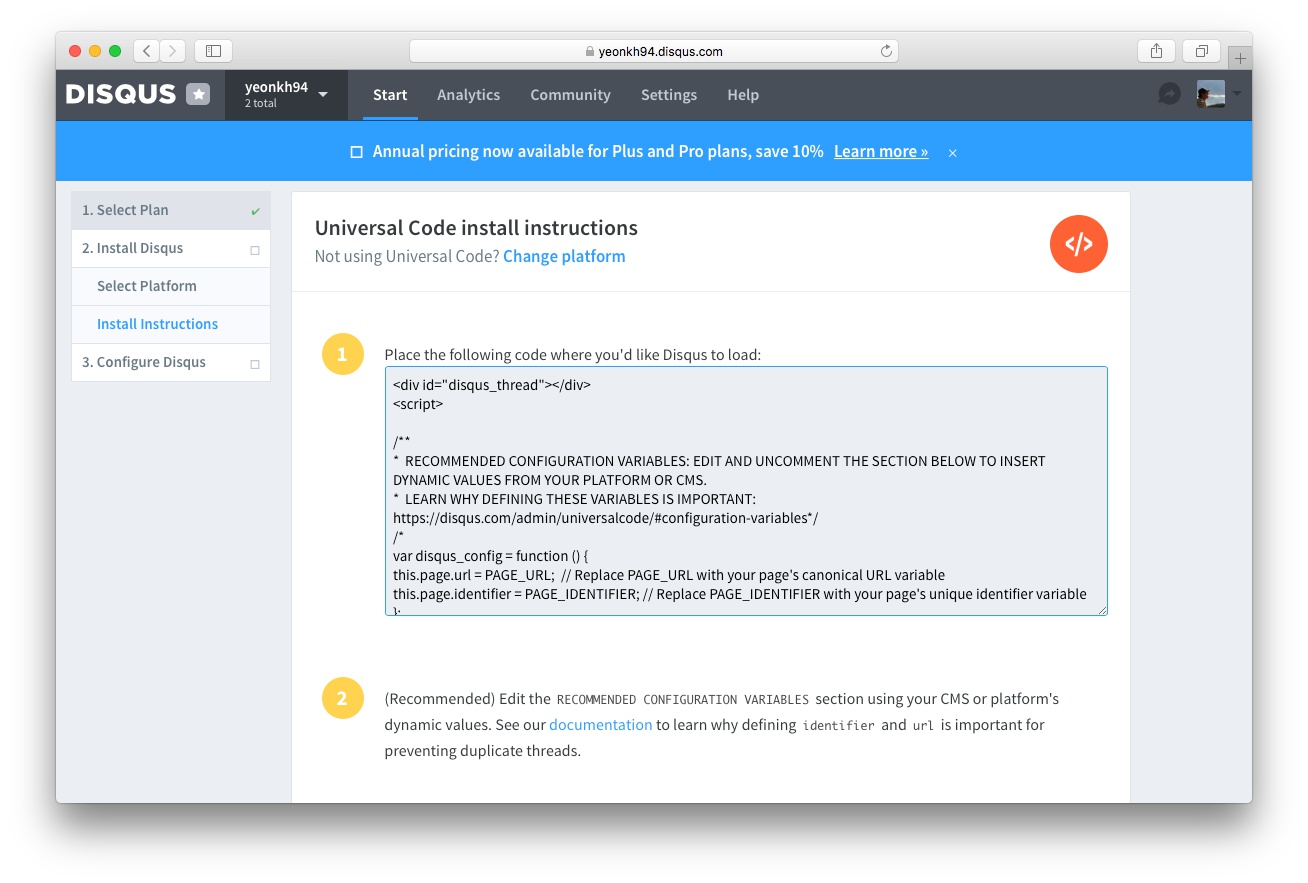 yeonkh94.disqus.com
DISQUS
yeonkh94
2 total
Start
Analytics
Community
Settings
Help
Annual pricing now available for Plus and Pro plans, save 10% Learn more » ×
1. Select Plan
2. Install Disqus
Select Platform
Install Instructions
3. Configure Disqus
Universal Code install instructions
Not using Universal Code? Change platform
</>
1
Place the following code where you'd like Disqus to load:
<div id="disqus_thread"></div>
<script>
/**
* RECOMMENDED CONFIGURATION VARIABLES: EDIT AND UNCOMMENT THE SECTION BELOW TO INSERT
DYNAMIC VALUES FROM YOUR PLATFORM OR CMS.
* LEARN WHY DEFINING THESE VARIABLES IS IMPORTANT:
https://disqus.com/admin/universalcode/#configuration-variables*/
/*
var disqus_config = function () {
this.page.url = PAGE_URL; // Replace PAGE_URL with your page's canonical URL variable
this.page.identifier = PAGE_IDENTIFIER; // Replace PAGE_IDENTIFIER with your page's unique identifier variable
};
2
(Recommended) Edit the RECOMMENDED CONFIGURATION VARIABLES section using your CMS or platform's
dynamic values. See our documentation to learn why defining identifier and url is important for
preventing duplicate threads.